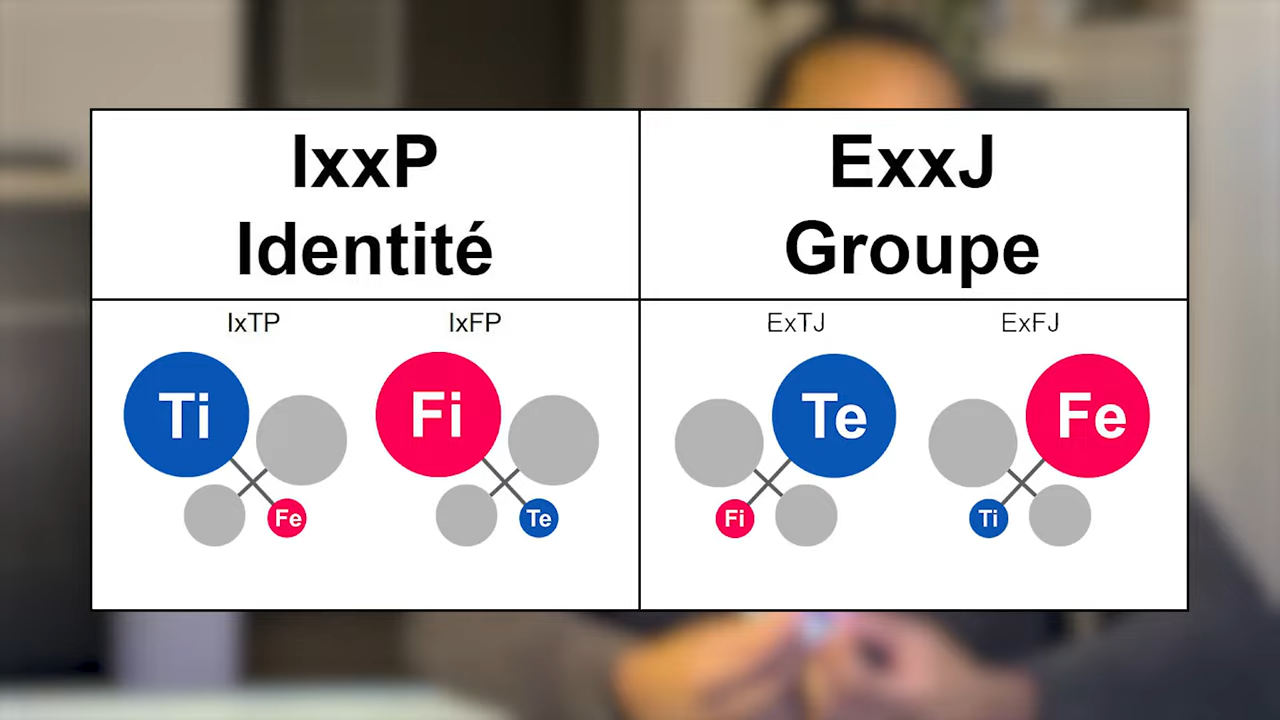 IxxP
Identité
ExxJ
Groupe
IxTP
IxFP
ExTJ
ExFJ
Ti
Fe
Fi
Te
Te
Fi
Fe
Ti